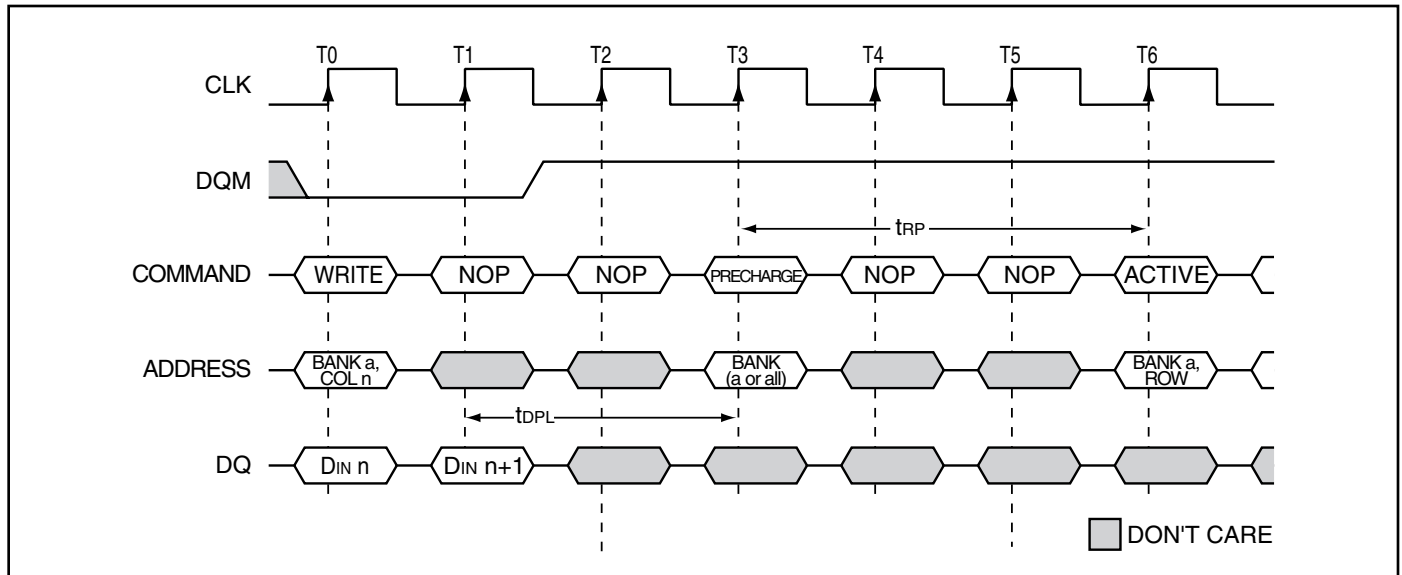 T0 T1 T2 T3 T4 T5 T6
CLK
DQM
tRP
COMMAND WRITE NOP NOP PRECHARGE NOP NOP ACTIVE
ADDRESS BANK a, COL n BANK (a or all) BANK a, ROW
tDPL
DQ DIN n DIN n+1
DON'T CARE